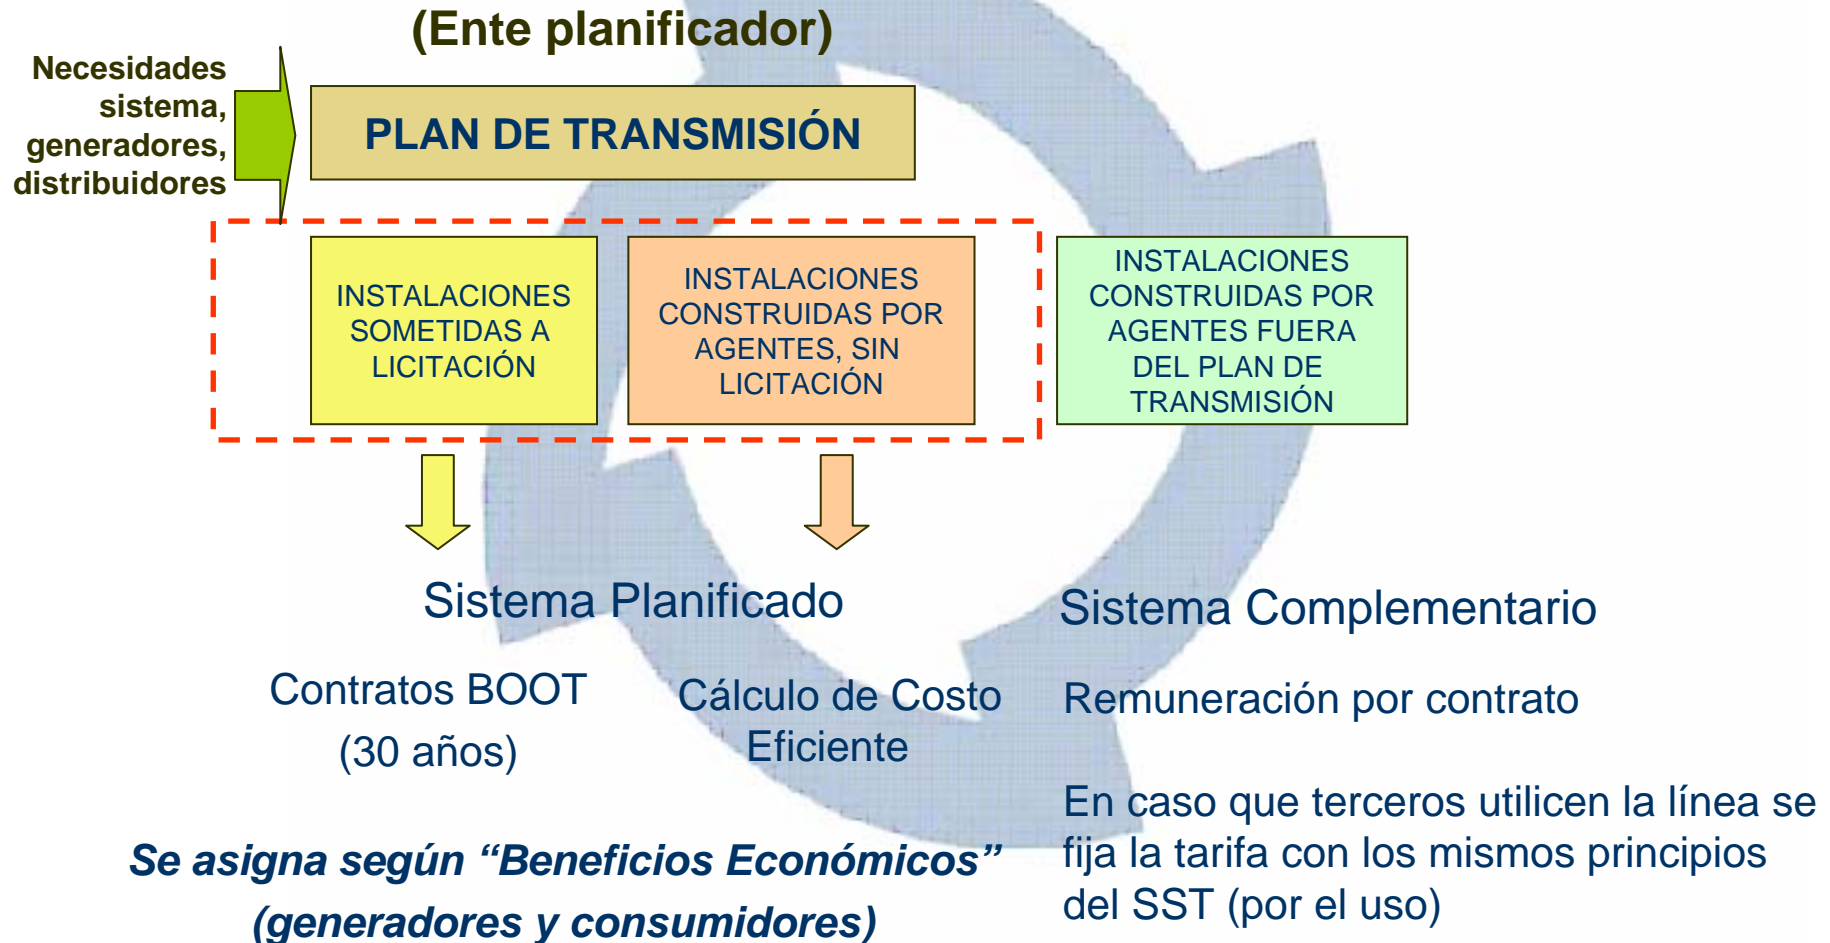 (Ente planificador)
Necesidades
sistema,
generadores,
distribuidores
PLAN DE TRANSMISIÓN
INSTALACIONES
SOMETIDAS A
LICITACIÓN
INSTALACIONES
CONSTRUIDAS POR
AGENTES, SIN
LICITACIÓN
INSTALACIONES
CONSTRUIDAS POR
AGENTES FUERA
DEL PLAN DE
TRANSMISIÓN
Sistema Planificado
Sistema Complementario
Contratos BOOT
(30 años)
Cálculo de Costo
Eficiente
Remuneración por contrato
En caso que terceros utilicen la línea se
fija la tarifa con los mismos principios
del SST (por el uso)
Se asigna según “Beneficios Económicos”
(generadores y consumidores)